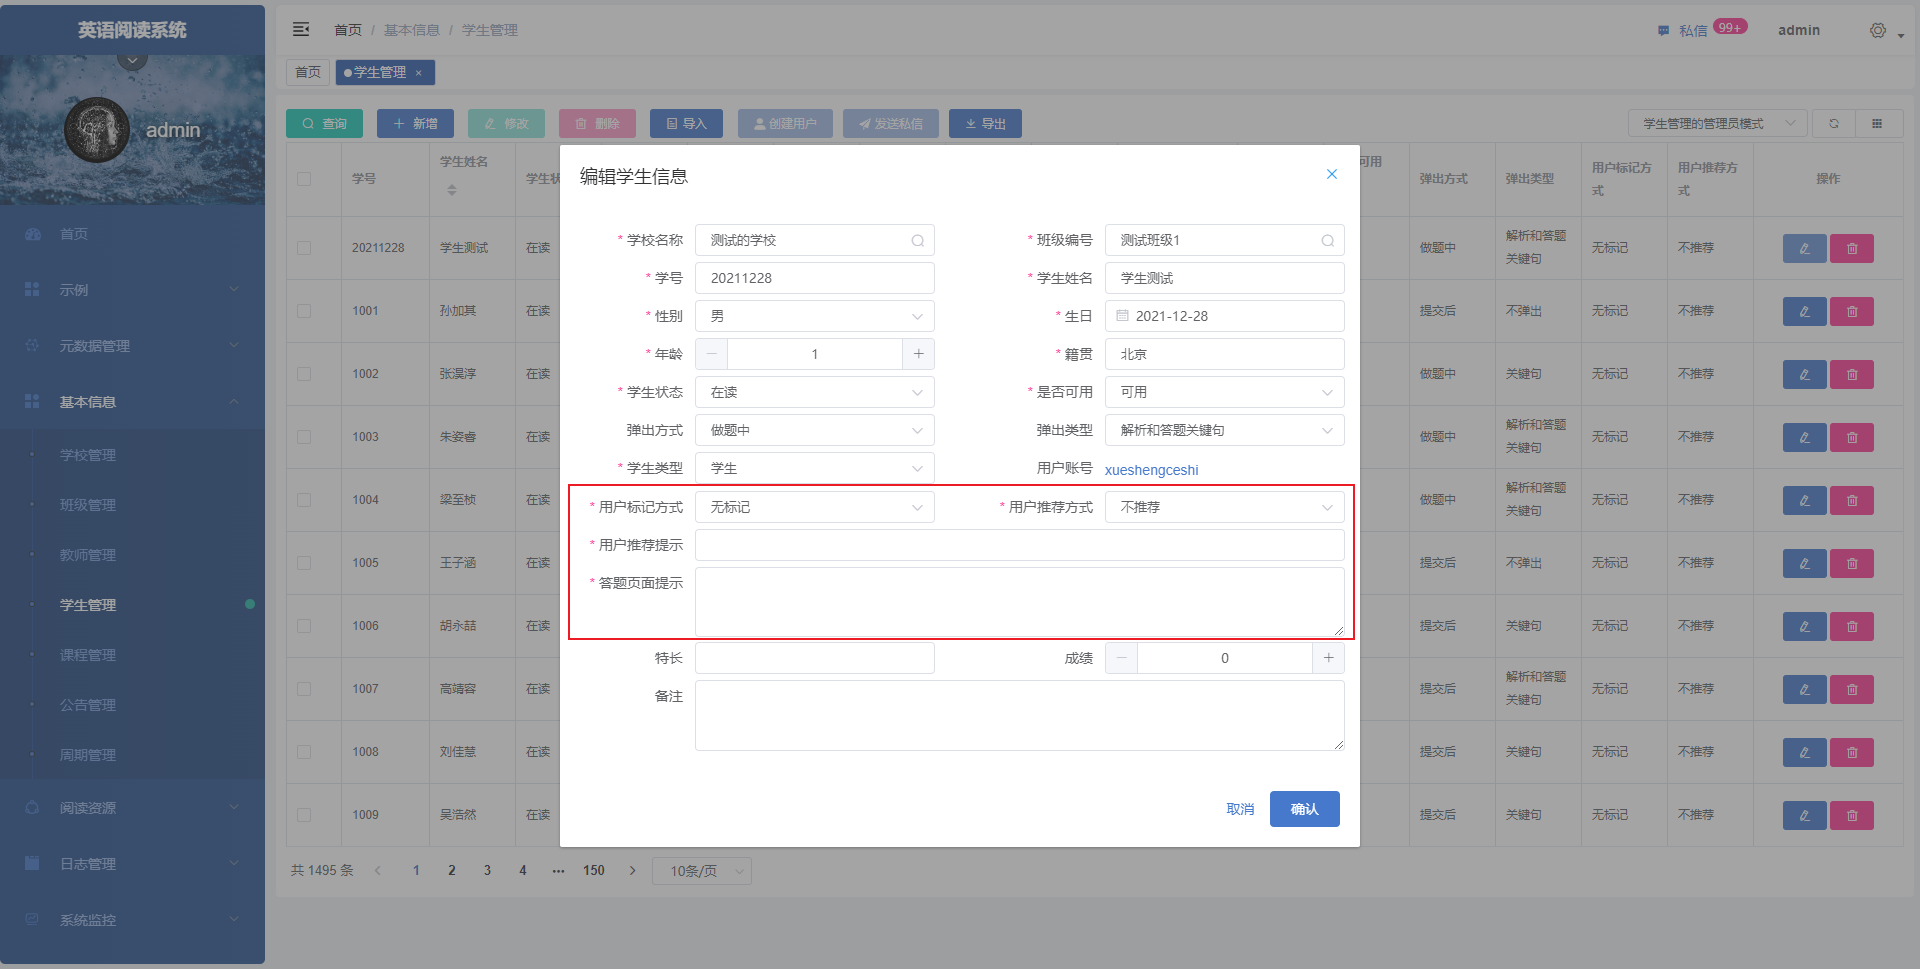 英语阅读系统
首页 / 基本信息 / 学生管理
私信 99+ admin
首页 学生管理 ×
admin
查询 新增 修改 删除 导入 创建用户 发送私信 导出 学生管理的管理员模式
首页
示例
元数据管理
基本信息
学校管理
班级管理
教师管理
学生管理
课程管理
公告管理
周期管理
阅读资源
日志管理
系统监控
学号 学生姓名 学生状 可用 弹出方式 弹出类型 用户标记方式 用户推荐方式 操作
20211228 学生测试 在读 做题中 解析和答题关键句 无标记 不推荐
1001 孙加其 在读 提交后 不弹出 无标记 不推荐
1002 张淏淳 在读 做题中 关键句 无标记 不推荐
1003 朱姿睿 在读 做题中 解析和答题关键句 无标记 不推荐
1004 梁至桢 在读 做题中 解析和答题关键句 无标记 不推荐
1005 王子涵 在读 提交后 不弹出 无标记 不推荐
1006 胡永喆 在读 提交后 关键句 无标记 不推荐
1007 高靖容 在读 提交后 解析和答题关键句 无标记 不推荐
1008 刘佳慧 在读 提交后 关键句 无标记 不推荐
1009 吴浩然 在读 提交后 关键句 无标记 不推荐
共 1495 条 1 2 3 4 ••• 150 10条/页
编辑学生信息
* 学校名称 测试的学校 * 班级编号 测试班级1
* 学号 20211228 * 学生姓名 学生测试
* 性别 男 * 生日 2021-12-28
* 年龄 − 1 + * 籍贯 北京
* 学生状态 在读 * 是否可用 可用
弹出方式 做题中 弹出类型 解析和答题关键句
* 学生类型 学生 用户账号 xueshengceshi
* 用户标记方式 无标记 * 用户推荐方式 不推荐
* 用户推荐提示
* 答题页面提示
特长 成绩 − 0 +
备注
取消 确认